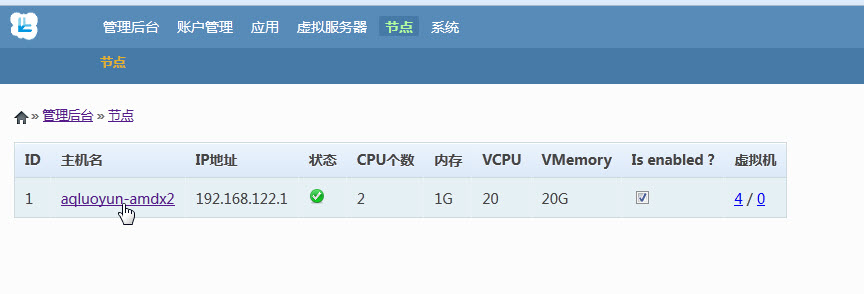 管理后台 账户管理 应用 虚拟服务器 节点 系统
节点
» 管理后台 » 节点
ID 主机名 IP地址 状态 CPU个数 内存 VCPU VMemory Is enabled ? 虚拟机
1 aqluoyun-amdx2 192.168.122.1 2 1G 20 20G 4 / 0